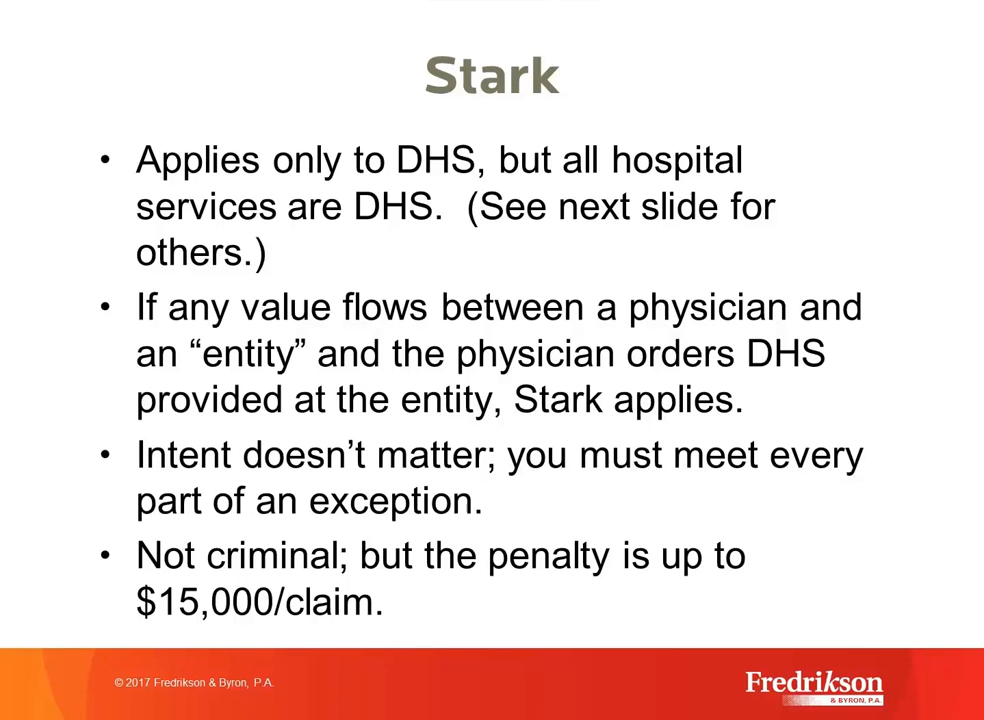 Stark
• Applies only to DHS, but all hospital
services are DHS.  (See next slide for
others.)
• If any value flows between a physician and
an “entity” and the physician orders DHS
provided at the entity, Stark applies.
• Intent doesn’t matter; you must meet every
part of an exception.
• Not criminal; but the penalty is up to
$15,000/claim.
© 2017 Fredrikson & Byron, P.A.
Fredrikson
& BYRON, P.A.